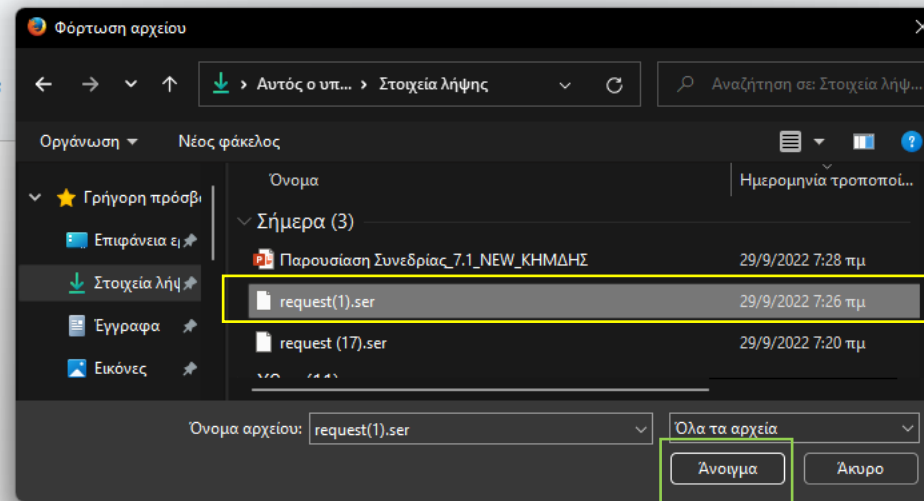 Φόρτωση αρχείου
Αυτός ο υπ... › Στοιχεία λήψης
Αναζήτηση σε: Στοιχεία λήψ...
Οργάνωση Νέος φάκελος
Όνομα Ημερομηνία τροποποί...
Γρήγορη πρόσβα
Σήμερα (3)
Επιφάνεια ε
Παρουσίαση Συνεδρίας_7.1_NEW_ΚΗΜΔΗΣ 29/9/2022 7:28 πμ
Στοιχεία λήψ
request(1).ser 29/9/2022 7:26 πμ
Έγγραφα
request (17).ser 29/9/2022 7:20 πμ
Εικόνες
Όνομα αρχείου: request(1).ser Όλα τα αρχεία
Άνοιγμα Άκυρο